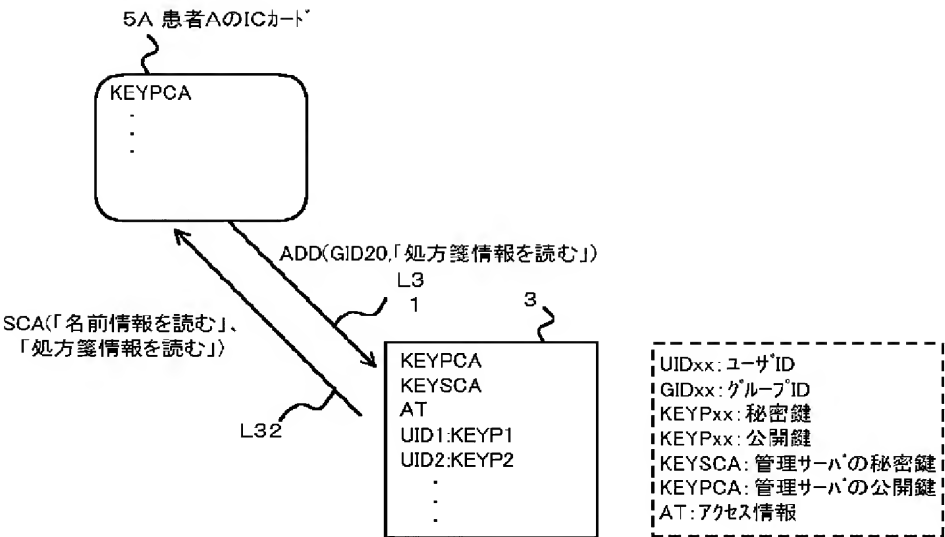 5A 患者AのICカード
KEYPCA
ADD(GID20,「処方箋情報を読む」)
L3
1
3
SCA(「名前情報を読む」、
「処方箋情報を読む」)
L32
KEYPCA
KEYSCA
AT
UID1:KEYP1
UID2:KEYP2
UIDxx:ユーザID
GIDxx:グループID
KEYPxx:秘密鍵
KEYPxx:公開鍵
KEYSCA:管理サーバの秘密鍵
KEYPCA:管理サーバの公開鍵
AT:アクセス情報